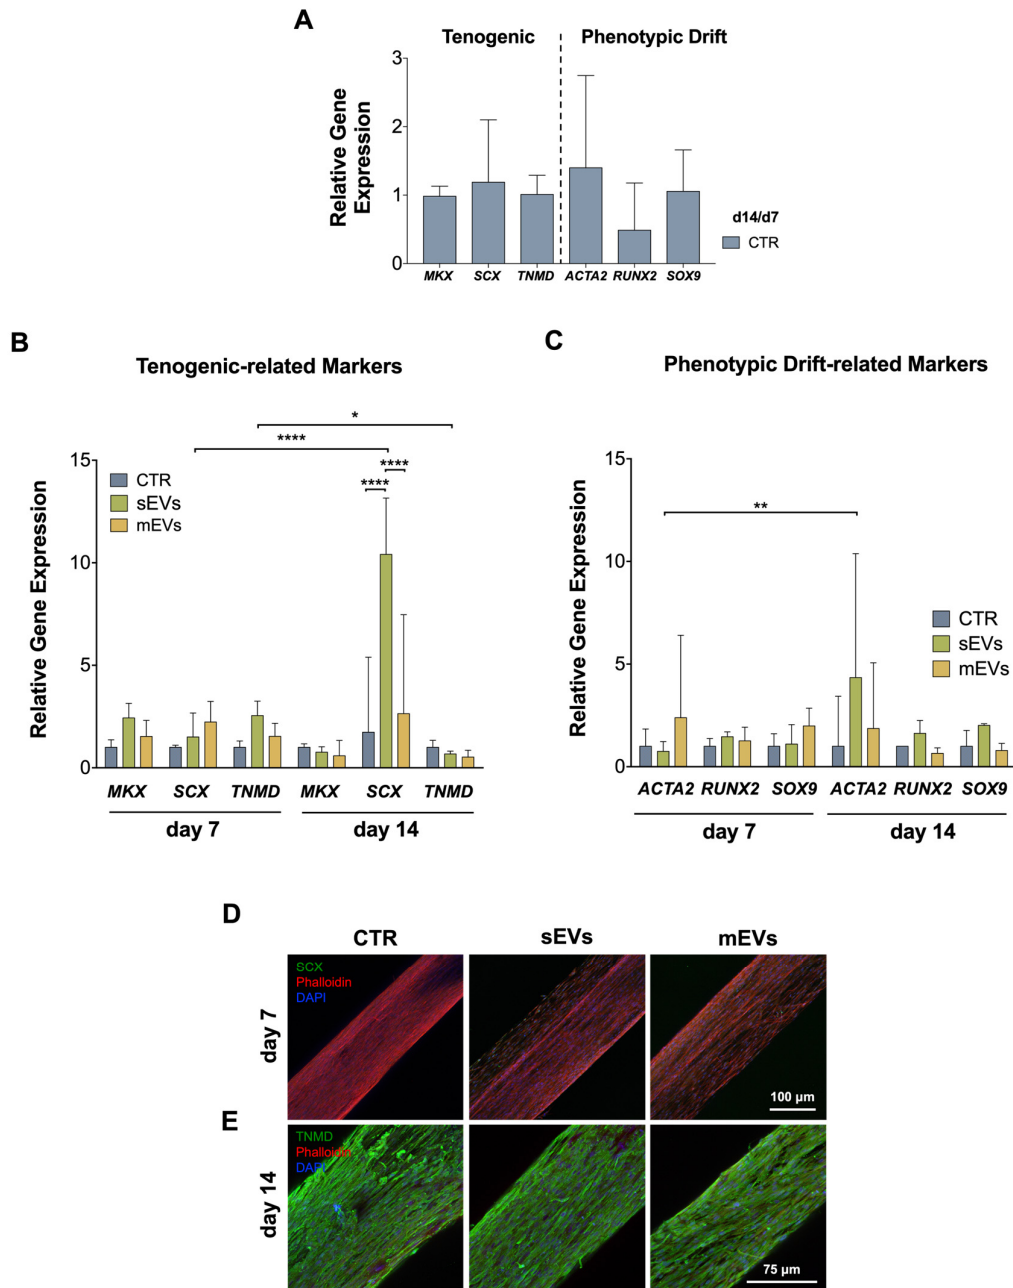 A
Tenogenic
Phenotypic Drift
Relative Gene
Expression
3
2
1
0
MKX SCX TNMD ACTA2 RUNX2 SOX9
d14/d7
CTR
B
Tenogenic-related Markers
Relative Gene Expression
15
10
5
0
*
****
****
****
CTR
sEVs
mEVs
MKX SCX TNMD MKX SCX TNMD
day 7 day 14
C
Phenotypic Drift-related Markers
Relative Gene Expression
15
10
5
0
**
CTR
sEVs
mEVs
ACTA2 RUNX2 SOX9 ACTA2 RUNX2 SOX9
day 7 day 14
D
CTR sEVs mEVs
day 7
SCX
Phalloidin
DAPI
100 µm
E
day 14
TNMD
Phalloidin
DAPI
75 µm